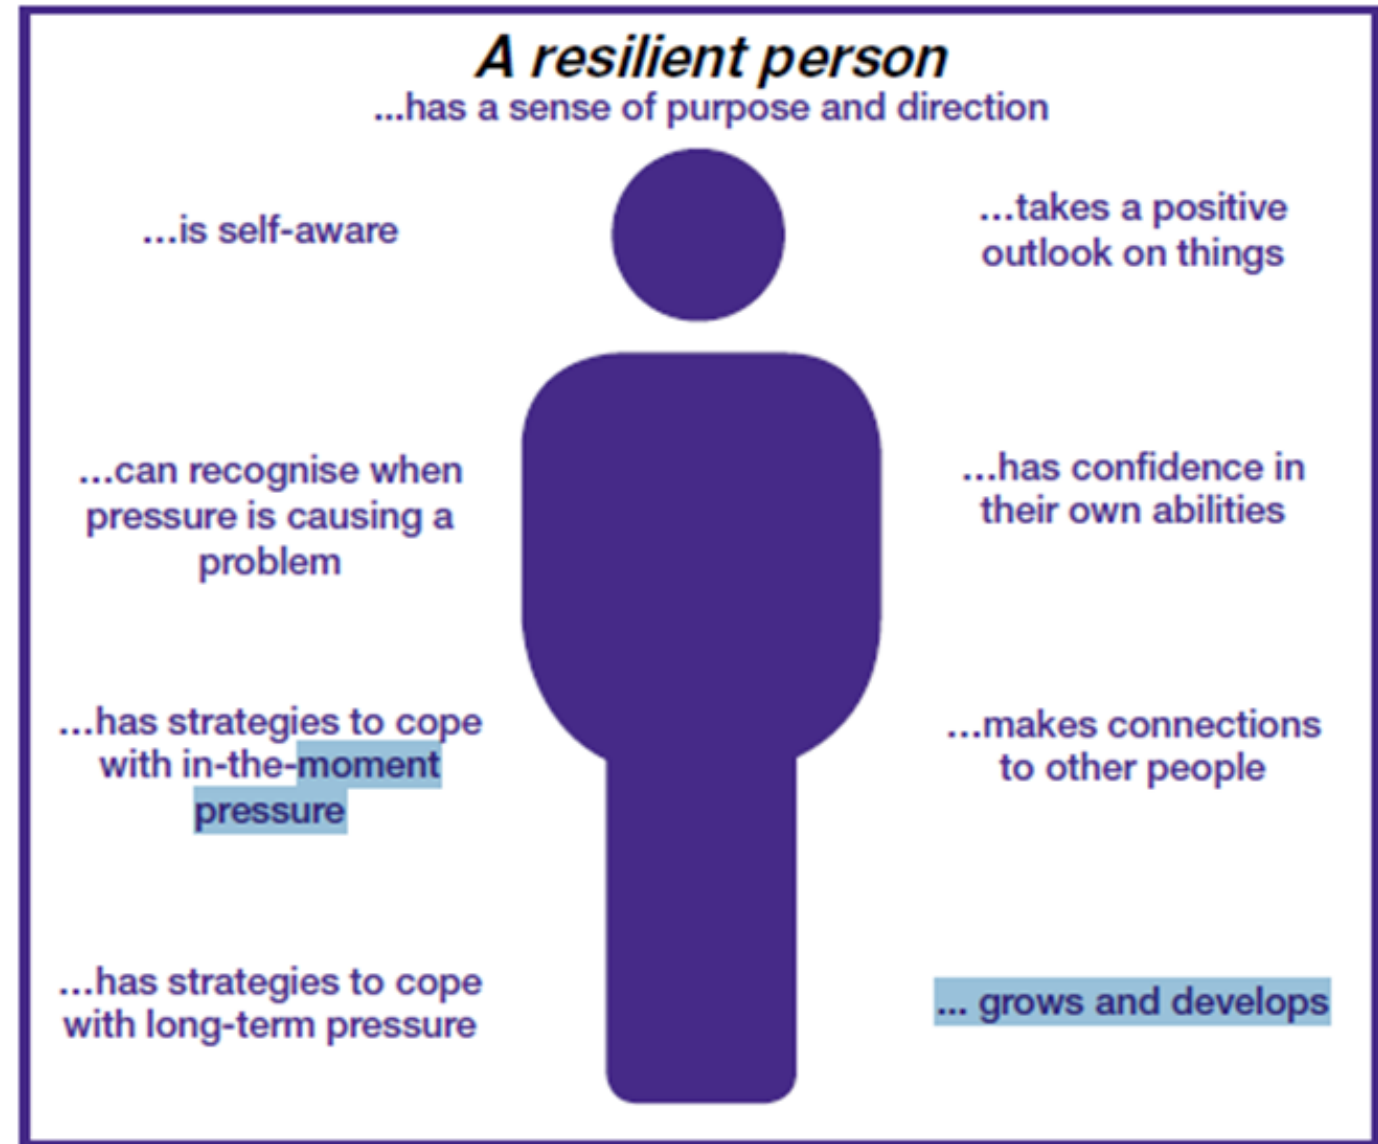 A resilient person
...has a sense of purpose and direction
...is self-aware
...takes a positive
outlook on things
...can recognise when
pressure is causing a
problem
...has confidence in
their own abilities
...has strategies to cope
with in-the-moment
pressure
...makes connections
to other people
...has strategies to cope
with long-term pressure
... grows and develops